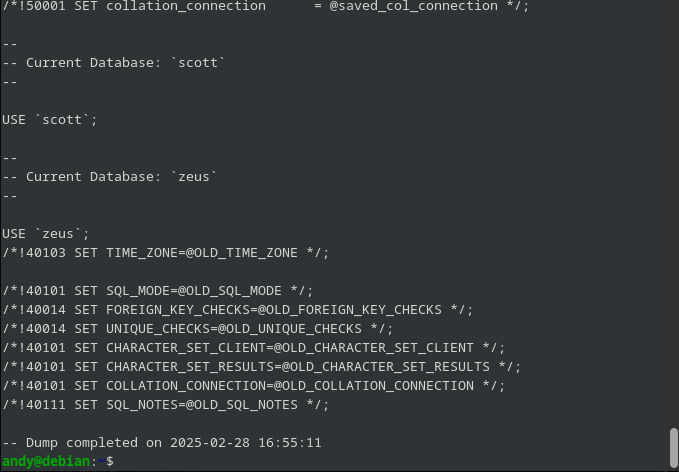 /*!50001 SET collation_connection      = @saved_col_connection */;
--
-- Current Database: `scott`
--
USE `scott`;
--
-- Current Database: `zeus`
--
USE `zeus`;
/*!40103 SET TIME_ZONE=@OLD_TIME_ZONE */;
/*!40101 SET SQL_MODE=@OLD_SQL_MODE */;
/*!40014 SET FOREIGN_KEY_CHECKS=@OLD_FOREIGN_KEY_CHECKS */;
/*!40014 SET UNIQUE_CHECKS=@OLD_UNIQUE_CHECKS */;
/*!40101 SET CHARACTER_SET_CLIENT=@OLD_CHARACTER_SET_CLIENT */;
/*!40101 SET CHARACTER_SET_RESULTS=@OLD_CHARACTER_SET_RESULTS */;
/*!40101 SET COLLATION_CONNECTION=@OLD_COLLATION_CONNECTION */;
/*!40111 SET SQL_NOTES=@OLD_SQL_NOTES */;
-- Dump completed on 2025-02-28 16:55:11
andy@debian:~$